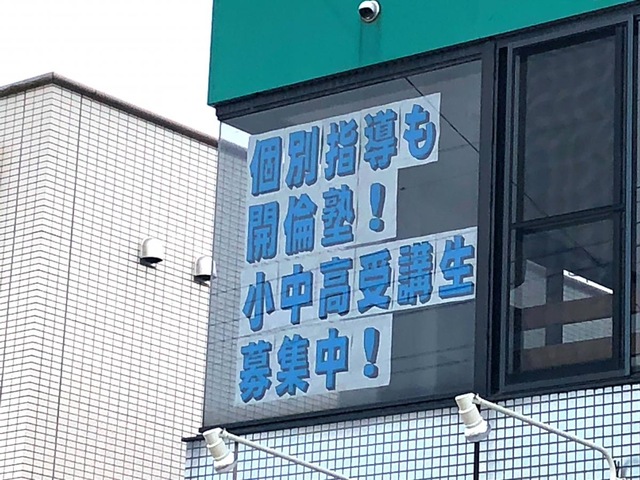 個別指導も
開倫塾！
小中高受講生
募集中！